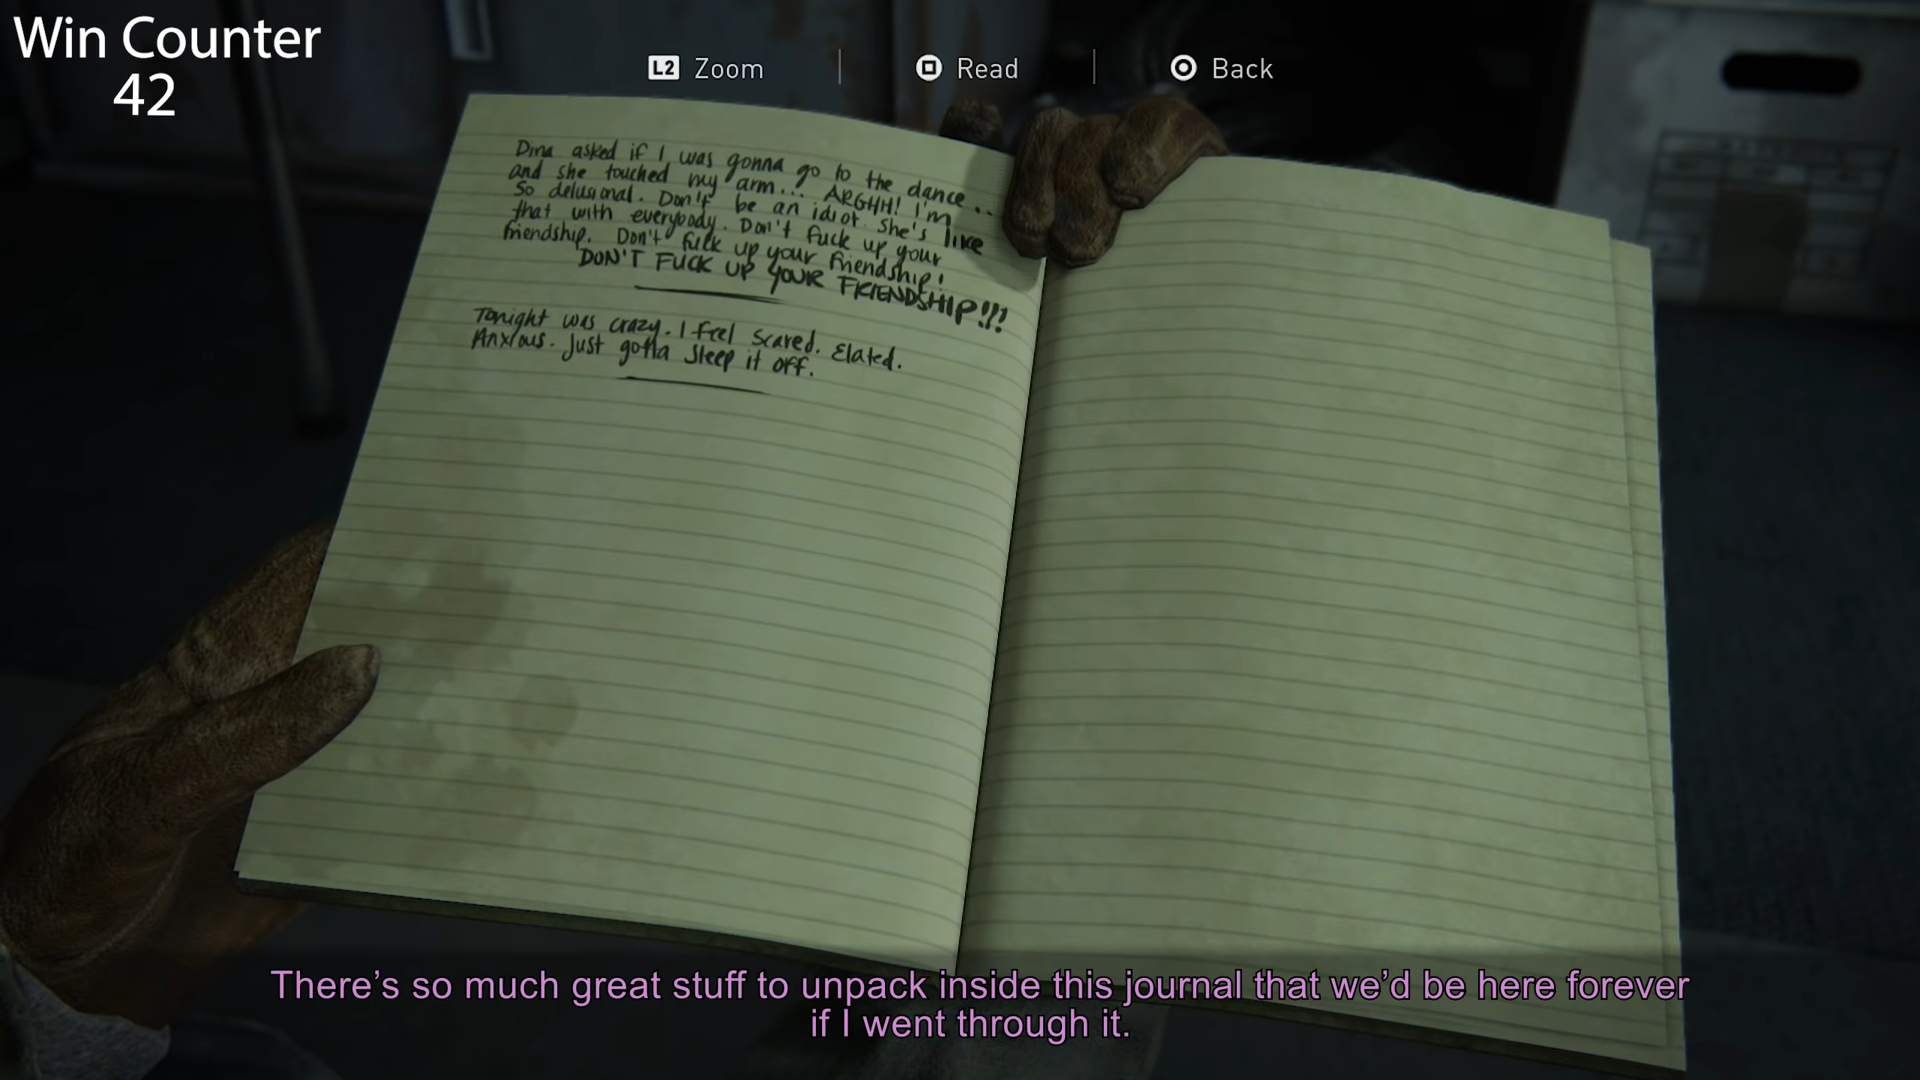 Win Counter
42
L2 Zoom
Read
Back
Dina asked if I was gonna go to the dance...
and she touched my arm... ARGHH! I'm
so delusional. Don't be an idiot. She's like
that with everybody. Don't fuck up your
friendship. Don't fuck up your friendship!
DON'T FUCK UP YOUR FRIENDSHIP!!!
Tonight was crazy. I feel scared. Elated.
Anxious. Just gotta sleep it off.
There's so much great stuff to unpack inside this journal that we'd be here forever
if I went through it.